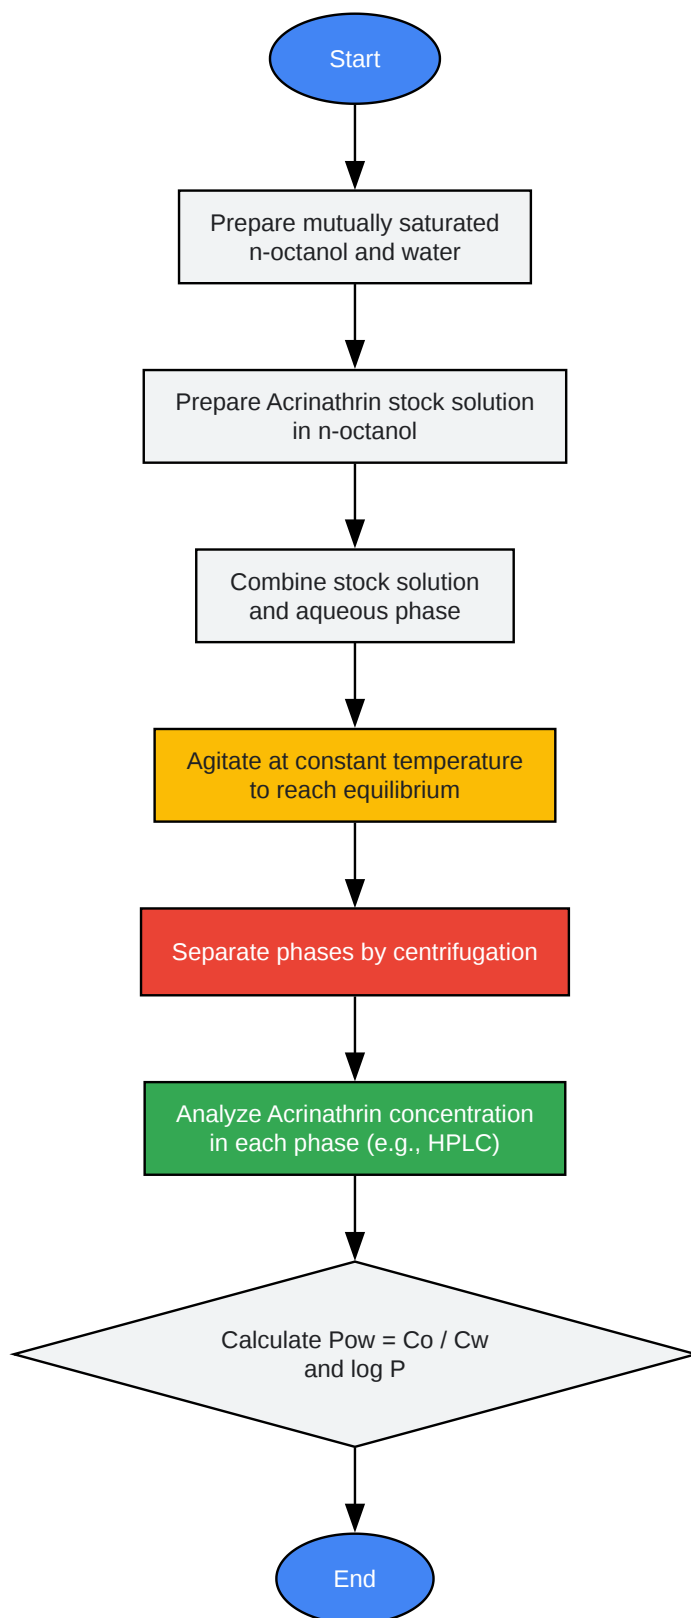 Start
Prepare mutually saturated
n-octanol and water
Prepare Acrinathrin stock solution
in n-octanol
Combine stock solution
and aqueous phase
Agitate at constant temperature
to reach equilibrium
Separate phases by centrifugation
Analyze Acrinathrin concentration
in each phase (e.g., HPLC)
Calculate Pow = Co / Cw
and log P
End